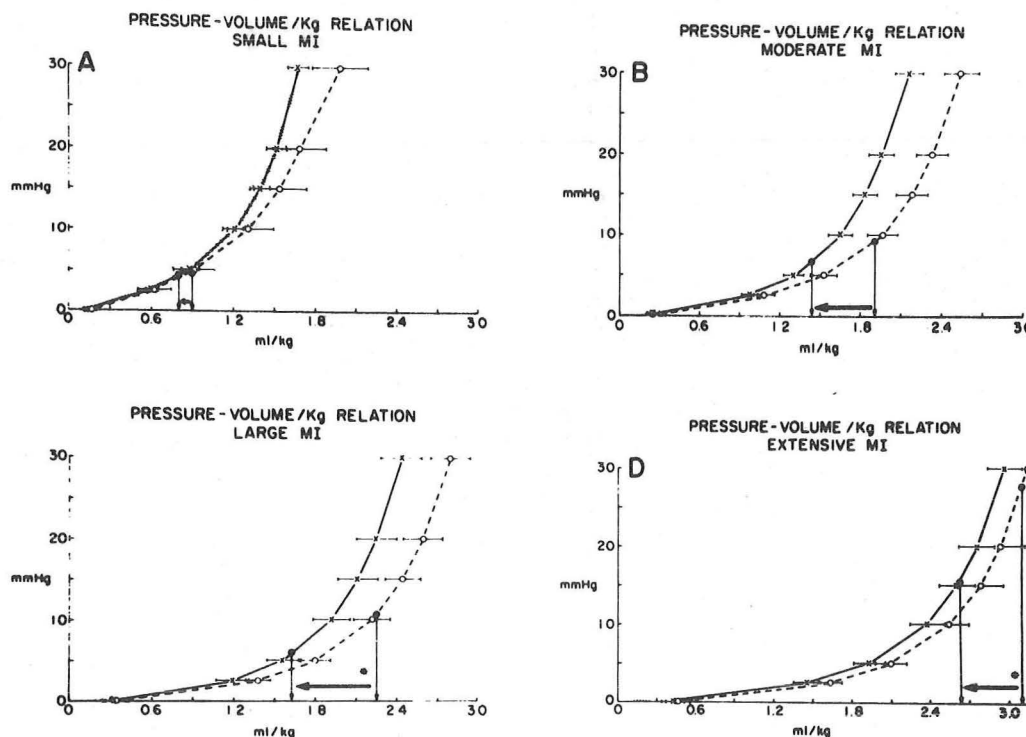 PRESSURE-VOLUME/Kg RELATION
SMALL MI
A
30
20
mmHg
10
0
0
0.6
1.2
1.8
2.4
3.0
ml/kg
PRESSURE-VOLUME/Kg RELATION
MODERATE MI
B
30
20
mmHg
10
0
0
0.6
1.2
1.8
2.4
3.0
ml/kg
PRESSURE-VOLUME/Kg RELATION
LARGE MI
30
20
mmHg
10
0
0
0.6
1.2
1.8
2.4
3.0
ml/kg
PRESSURE-VOLUME/Kg RELATION
EXTENSIVE MI
D
30
20
mmHg
10
0
0
0.6
1.2
1.8
2.4
3.0
ml/kg